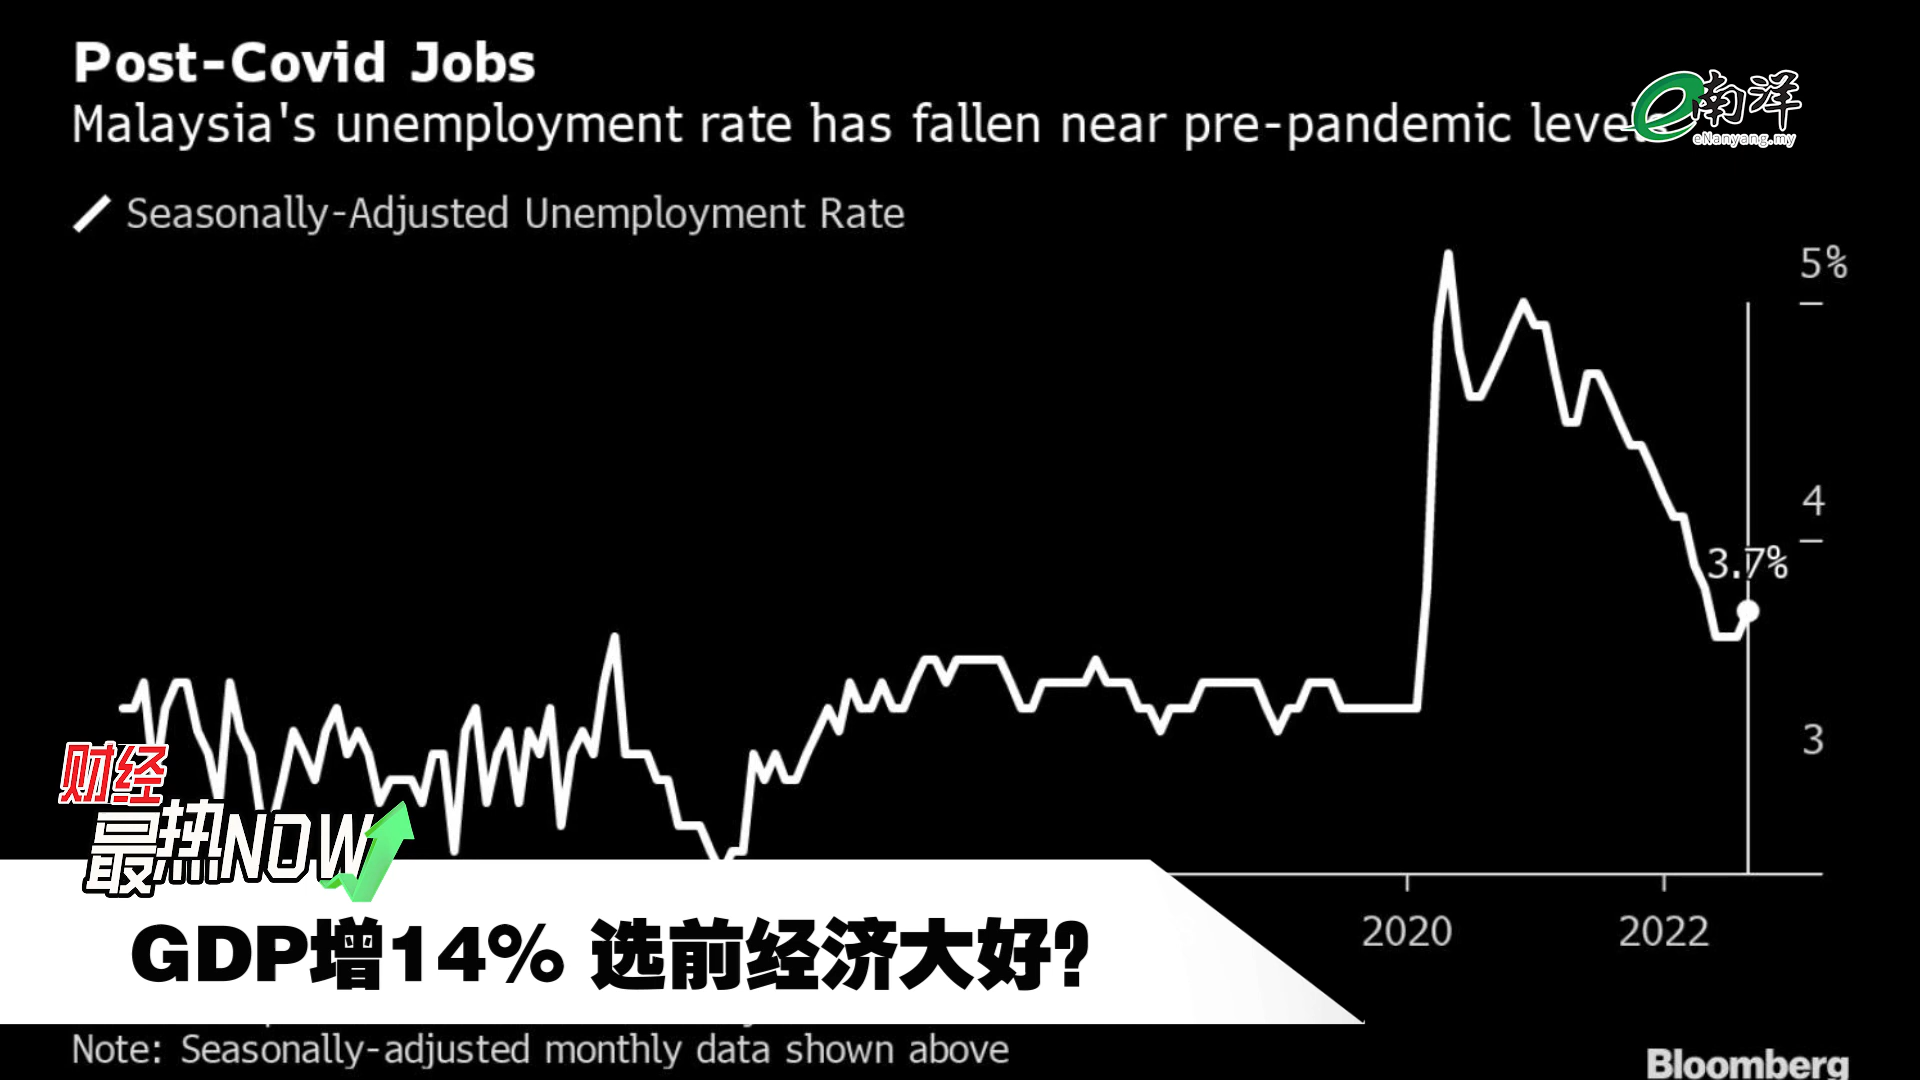 Post-Covid Jobs
Malaysia's unemployment rate has fallen near pre-pandemic
南洋
eNanyang.my
Seasonally-Adjusted Unemployment Rate
5%
4
3.7%
3
财经
最热NOW
2020 2022
GDP增14% 选前经济大好?
Note: Seasonally-adjusted monthly data shown above
Bloomberg